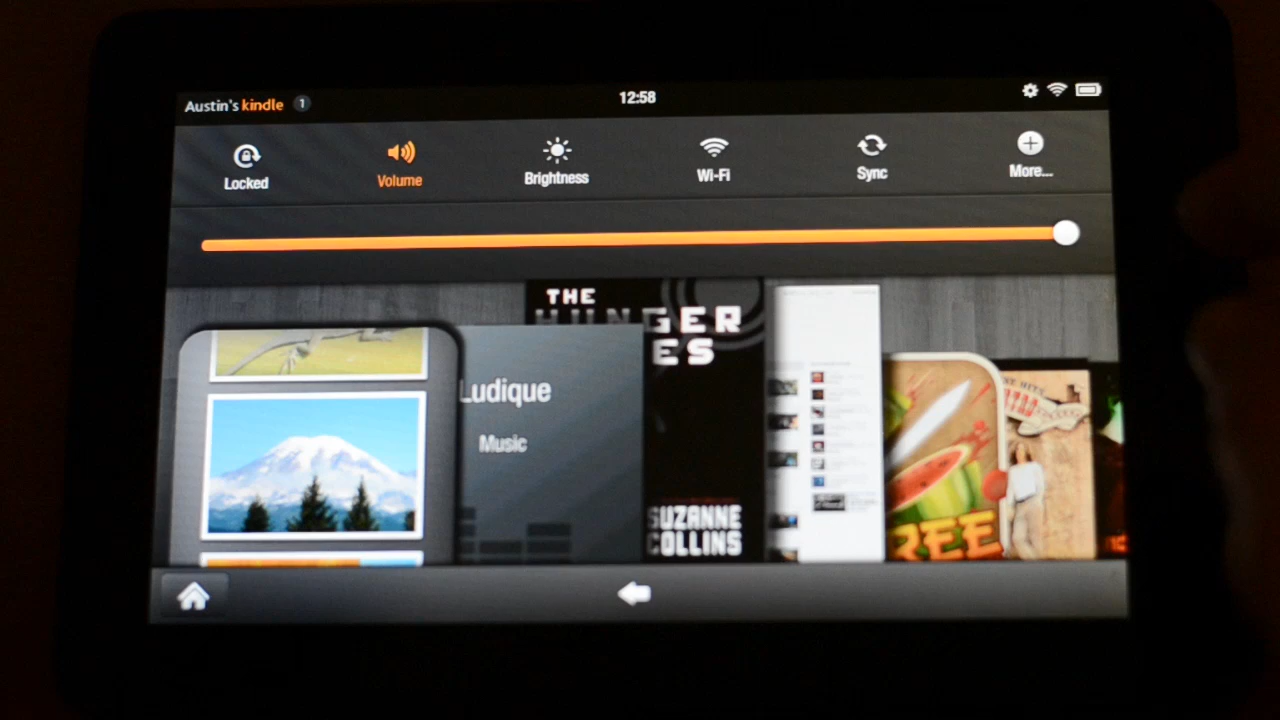 Austin's kindle 1
12:58
Locked
Volume
Brightness
Wi-Fi
Sync
More...
THE
HUNGER
ES
Ludique
Music
SUZANNE
COLLINS
REE